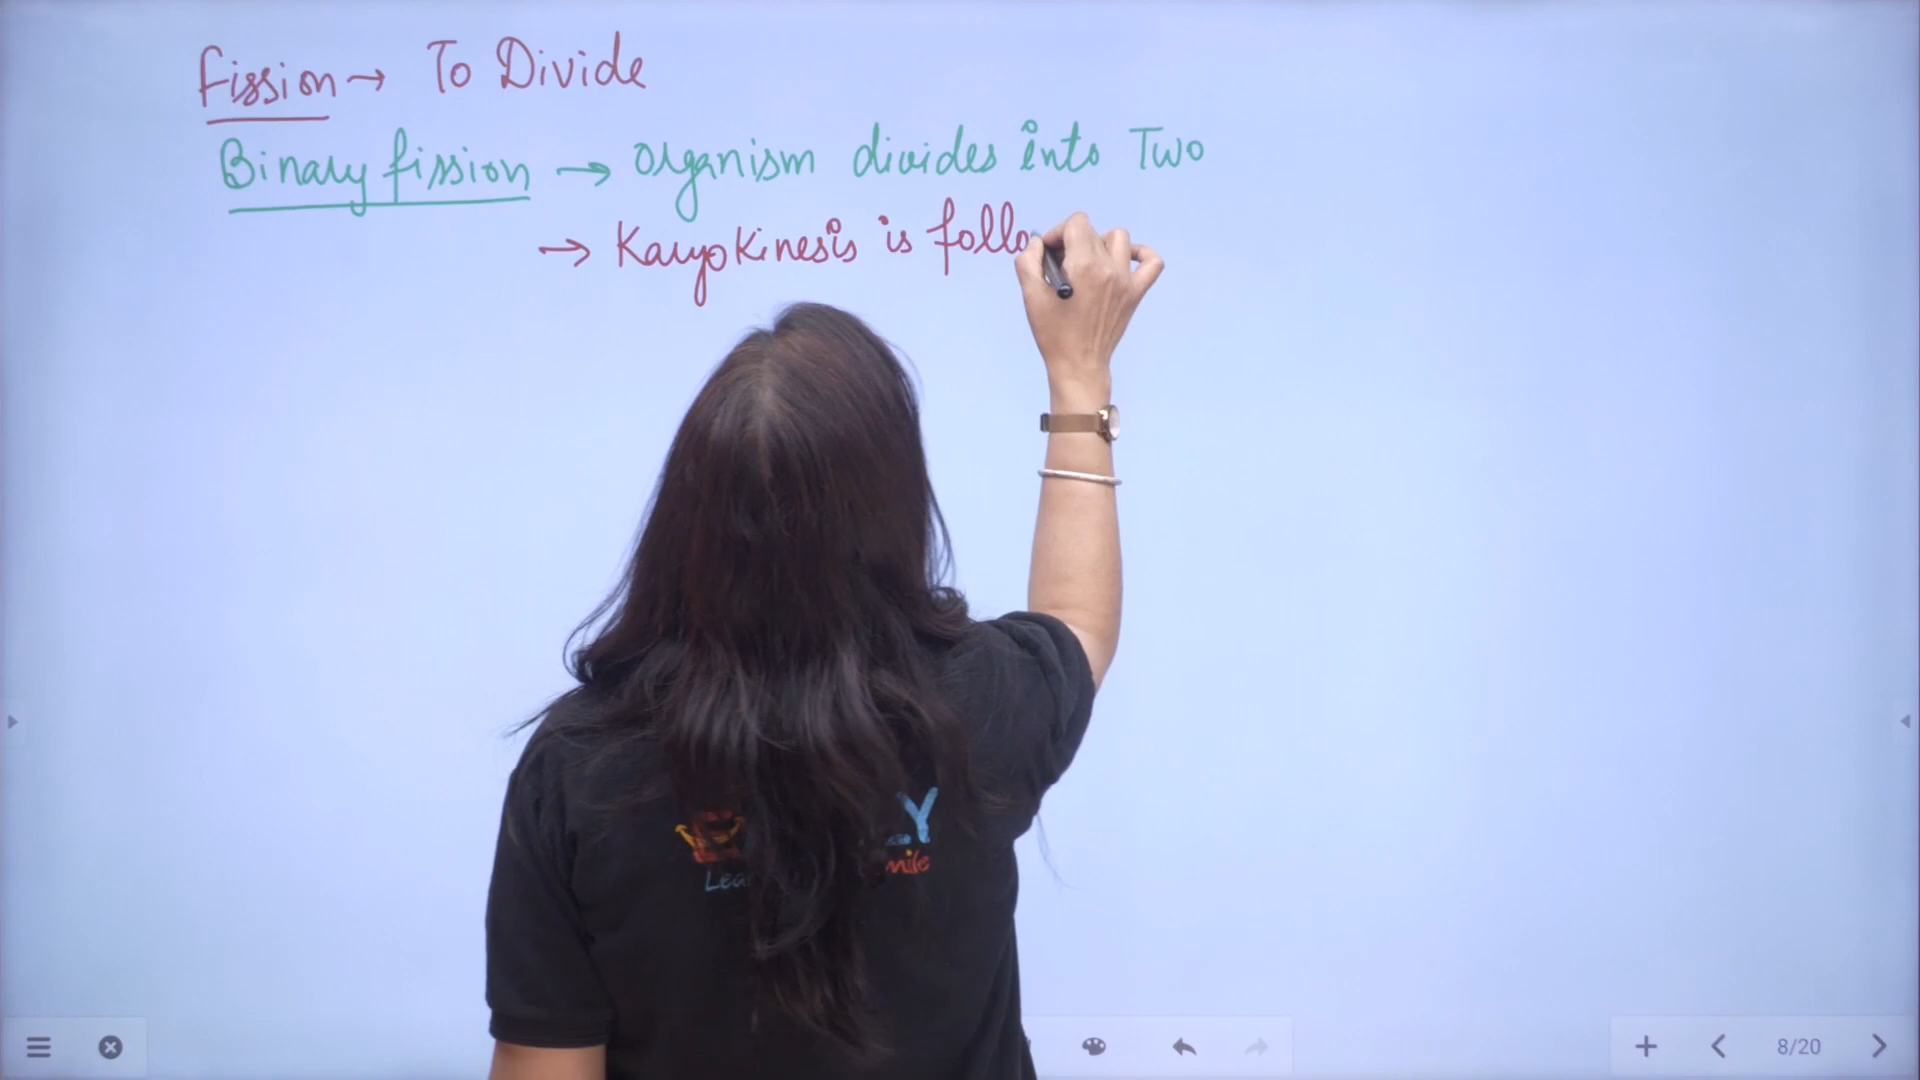 Fission → To Divide
Binary fission → Organism divides into Two
→ Karyokinesis is follo
8/20